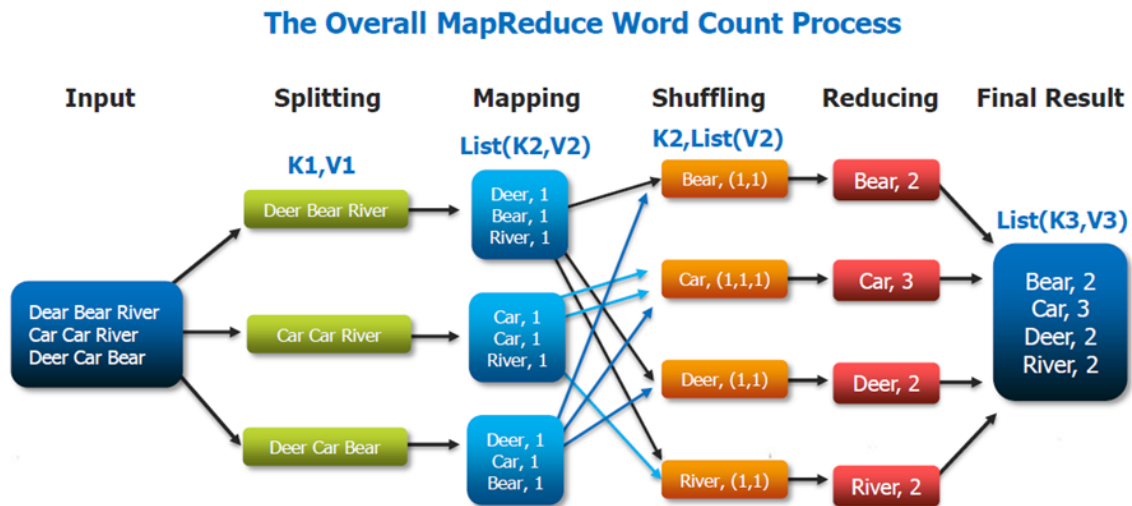 The Overall MapReduce Word Count Process
Input
Splitting
Mapping
Shuffling
Reducing
Final Result
K1,V1
List(K2,V2)
K2,List(V2)
List(K3,V3)
Dear Bear River
Car Car River
Deer Car Bear
Deer Bear River
Car Car River
Deer Car Bear
Deer, 1
Bear, 1
River, 1
Car, 1
Car, 1
River, 1
Deer, 1
Car, 1
Bear, 1
Bear, (1,1)
Car, (1,1,1)
Deer, (1,1)
River, (1,1)
Bear, 2
Car, 3
Deer, 2
River, 2
Bear, 2
Car, 3
Deer, 2
River, 2